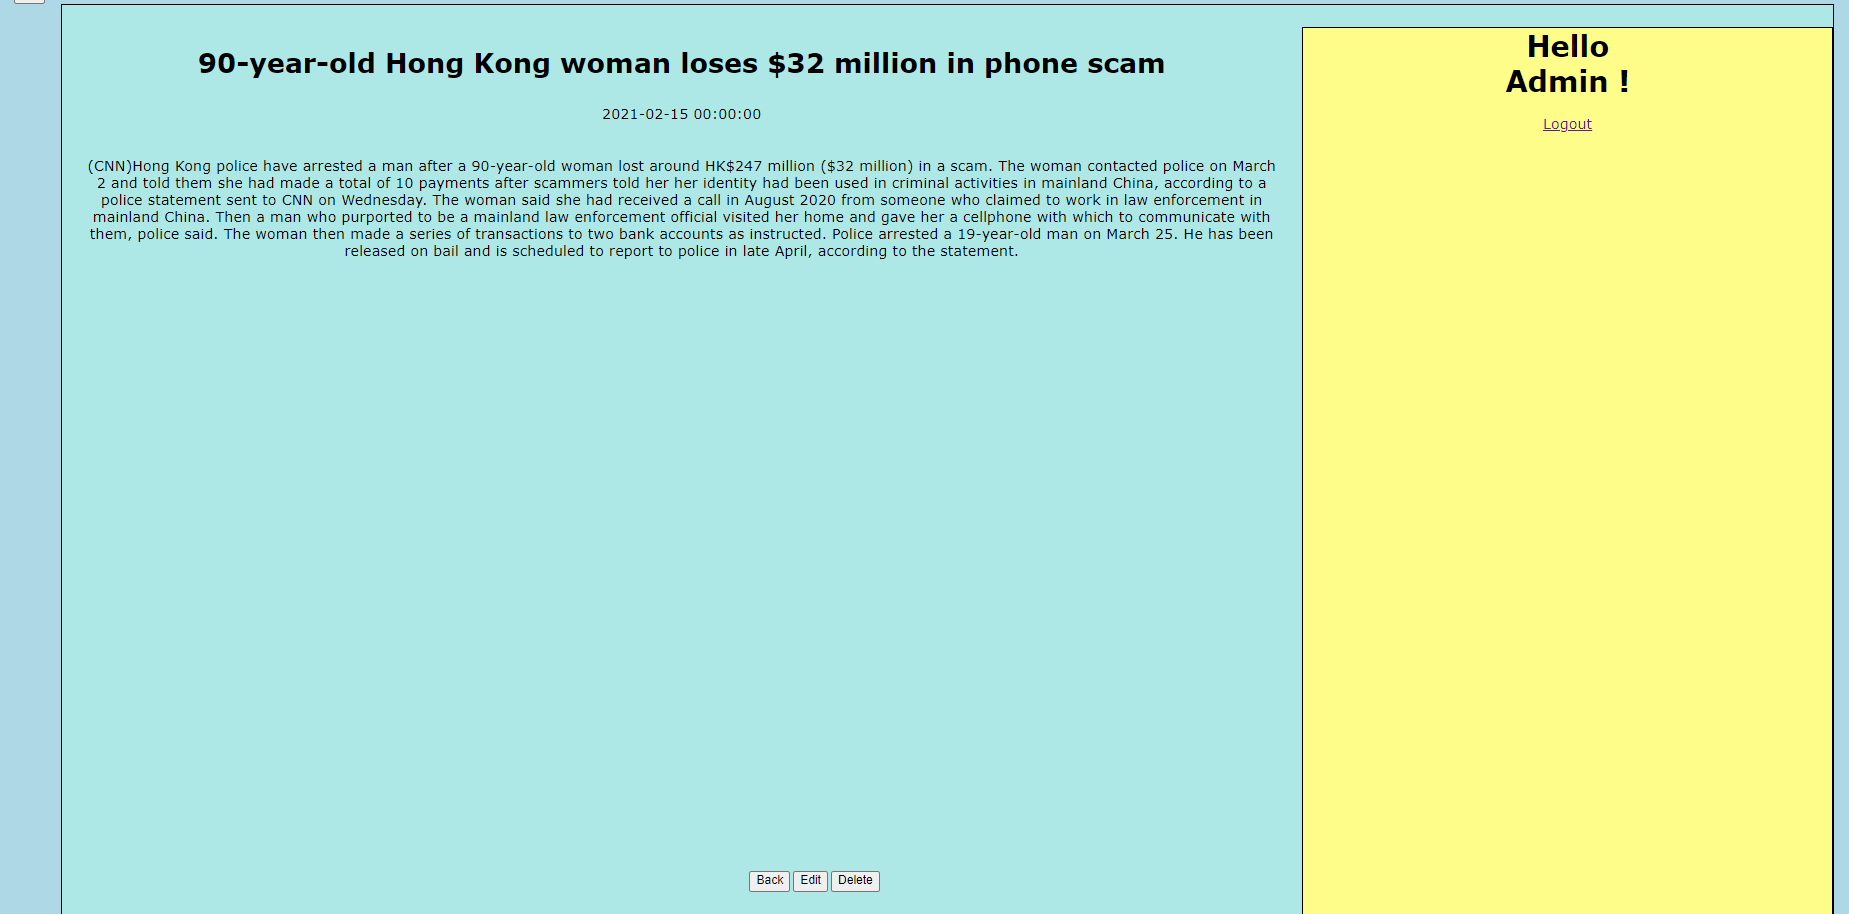 90-year-old Hong Kong woman loses $32 million in phone scam
2021-02-15 00:00:00
(CNN)Hong Kong police have arrested a man after a 90-year-old woman lost around HK$247 million ($32 million) in a scam. The woman contacted police on March
2 and told them she had made a total of 10 payments after scammers told her her identity had been used in criminal activities in mainland China, according to a
police statement sent to CNN on Wednesday. The woman said she had received a call in August 2020 from someone who claimed to work in law enforcement in
mainland China. Then a man who purported to be a mainland law enforcement official visited her home and gave her a cellphone with which to communicate with
them, police said. The woman then made a series of transactions to two bank accounts as instructed. Police arrested a 19-year-old man on March 25. He has been
released on bail and is scheduled to report to police in late April, according to the statement.
Back Edit Delete
Hello
Admin !
Logout